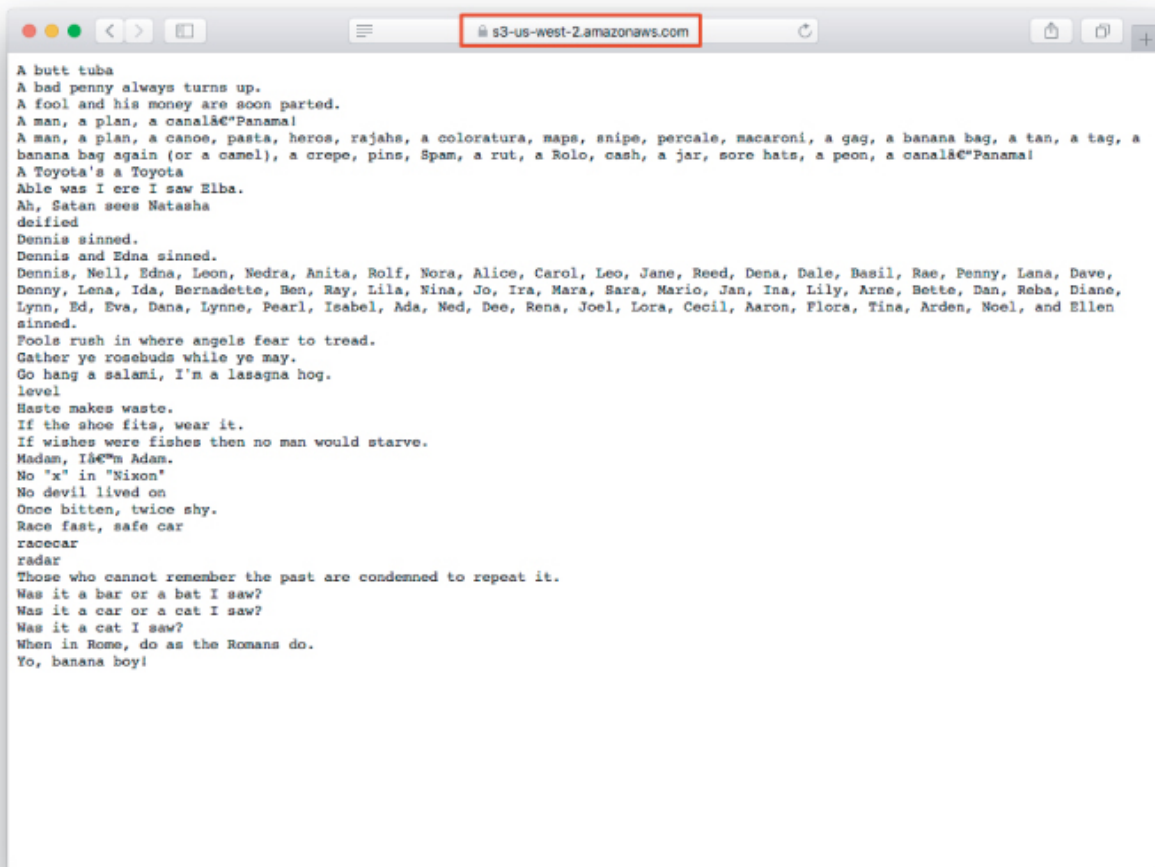 s3-us-west-2.amazonaws.com
A butt tuba
A bad penny always turns up.
A fool and his money are soon parted.
A man, a plan, a canalâ€"Panama!
A man, a plan, a canoe, pasta, heros, rajahs, a coloratura, maps, snipe, percale, macaroni, a gag, a banana bag, a tan, a tag, a
banana bag again (or a camel), a crepe, pins, Spam, a rut, a Rolo, cash, a jar, sore hats, a peon, a canalâ€"Panama!
A Toyota's a Toyota
Able was I ere I saw Elba.
Ah, Satan sees Natasha
deified
Dennis sinned.
Dennis and Edna sinned.
Dennis, Nell, Edna, Leon, Nedra, Anita, Rolf, Nora, Alice, Carol, Leo, Jane, Reed, Dena, Dale, Basil, Rae, Penny, Lana, Dave,
Denny, Lena, Ida, Bernadette, Ben, Ray, Lila, Nina, Jo, Ira, Mara, Sara, Mario, Jan, Ina, Lily, Arne, Bette, Dan, Reba, Diane,
Lynn, Ed, Eva, Dana, Lynne, Pearl, Isabel, Ada, Ned, Dee, Rena, Joel, Lora, Cecil, Aaron, Flora, Tina, Arden, Noel, and Ellen
sinned.
Fools rush in where angels fear to tread.
Gather ye rosebuds while ye may.
Go hang a salami, I'm a lasagna hog.
level
Haste makes waste.
If the shoe fits, wear it.
If wishes were fishes then no man would starve.
Madam, Iâ€™m Adam.
No "x" in "Nixon"
No devil lived on
Once bitten, twice shy.
Race fast, safe car
racecar
radar
Those who cannot remember the past are condemned to repeat it.
Was it a bar or a bat I saw?
Was it a car or a cat I saw?
Was it a cat I saw?
When in Rome, do as the Romans do.
Yo, banana boy!